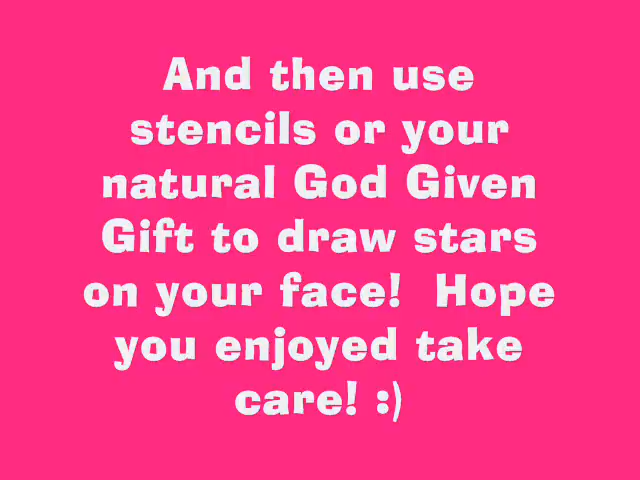 And then use
stencils or your
natural God Given
Gift to draw stars
on your face!  Hope
you enjoyed take
care! :)